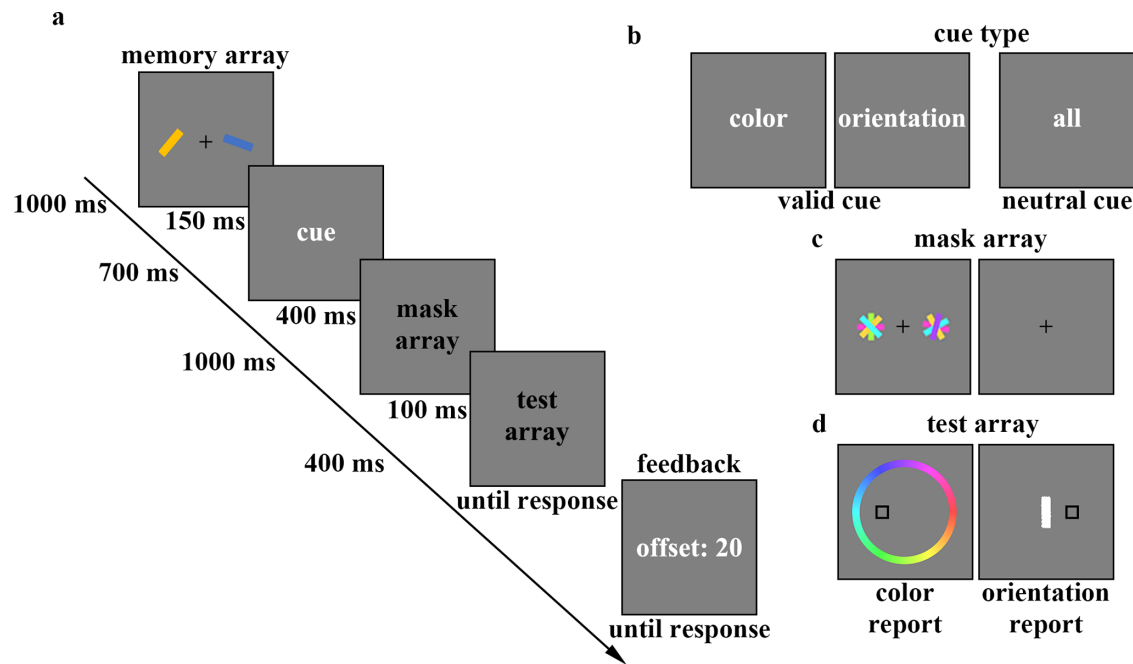 a
memory array
+
1000 ms
150 ms
cue
700 ms
400 ms
mask
array
1000 ms
100 ms
test
array
400 ms
until response
feedback
offset: 20
until response
b
cue type
color
orientation
all
valid cue
neutral cue
c
mask array
+
+
d
test array
color
report
orientation
report